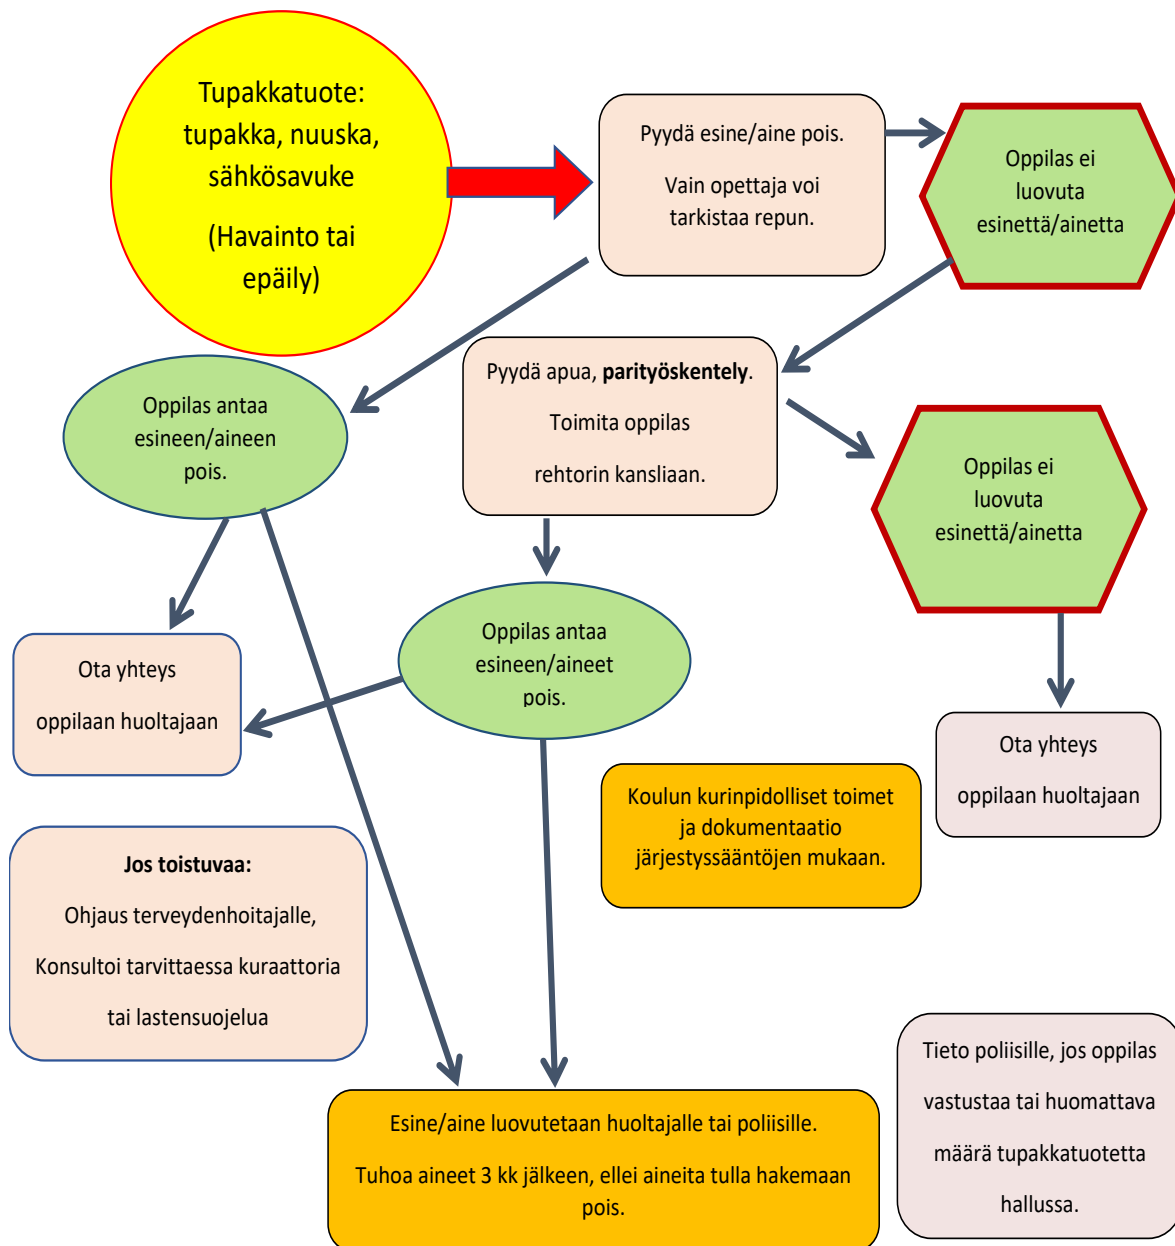 Tupakkatuote:
tupakka, nuuska,
sähkösavuke
(Havainto tai
epäily)
Pyydä esine/aine pois.
Vain opettaja voi
tarkistaa repun.
Oppilas ei
luovuta
esinettä/ainetta
Oppilas antaa
esineen/aineen
pois.
Pyydä apua, parityöskentely.
Toimita oppilas
rehtorin kansliaan.
Oppilas ei
luovuta
esinettä/ainetta
Oppilas antaa
esineen/aineet
pois.
Ota yhteys
oppilaan huoltajaan
Ota yhteys
oppilaan huoltajaan
Koulun kurinpidolliset toimet
ja dokumentaatio
järjestyssääntöjen mukaan.
Jos toistuvaa:
Ohjaus terveydenhoitajalle,
Konsultoi tarvittaessa kuraattoria
tai lastensuojelua
Tieto poliisille, jos oppilas
vastustaa tai huomattava
määrä tupakkatuotetta
hallussa.
Esine/aine luovutetaan huoltajalle tai poliisille.
Tuhoa aineet 3 kk jälkeen, ellei aineita tulla hakemaan
pois.